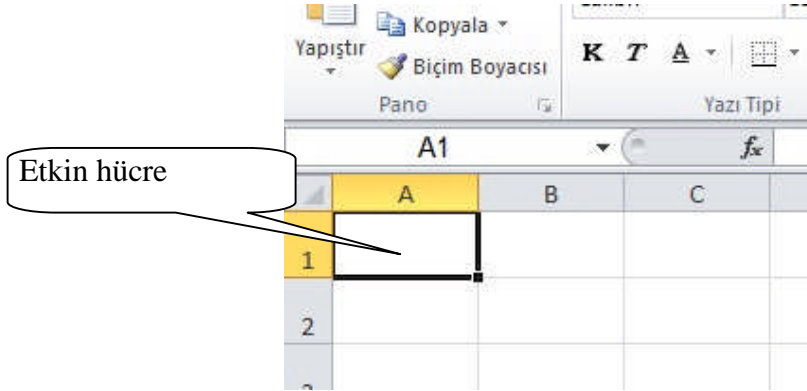 Kopyala
Yapıştır
Biçim Boyacısı
K T A
Pano
Yazı Tipi
A1
fx
Etkin hücre
A B C
1
2